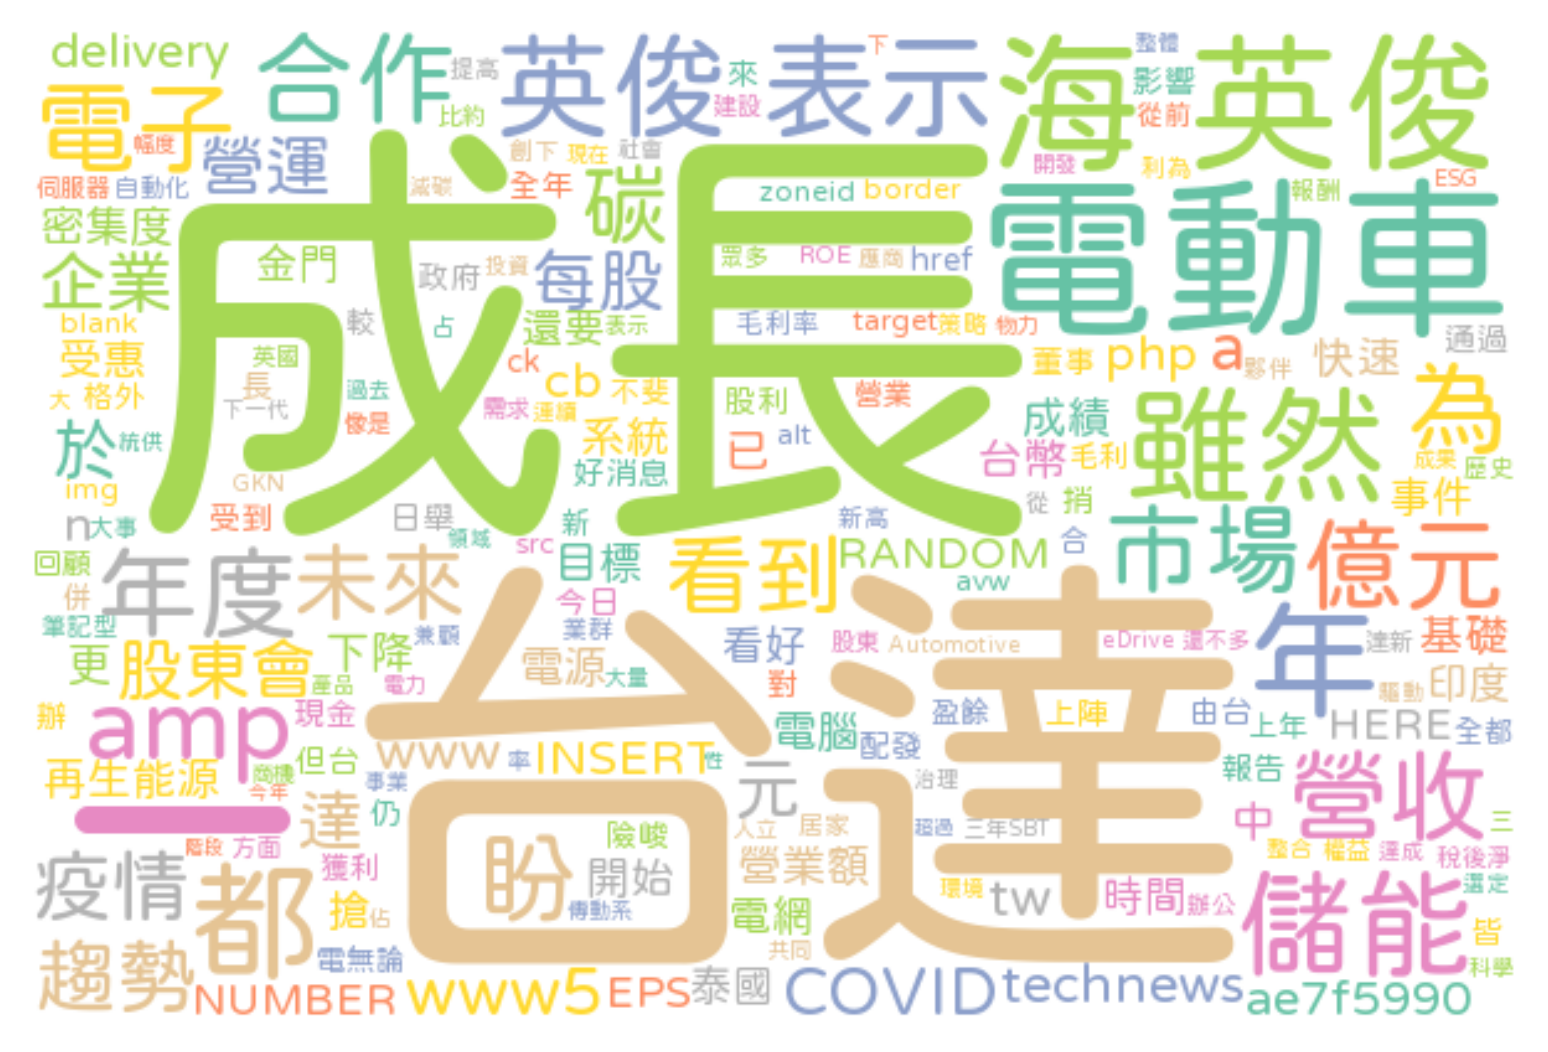 delivery
合作
提高
英俊
表示
下
整體
海英俊
電子
比約
來
建設
影響
從前
幅度
營運
創下
現在
社會
開發
利為
ESG
伺服器
自動化
減碳
全年
碳
zoneid
border
報酬
電動車
成長
密集度
金門
政府
投資
每股
眾多
ROE
應商
href
企業
blank
較
占
還要
表示
毛利率
target
策略
物力
通過
受惠
英國
ck
董事
php
a
夥伴
快速
大
格外
長
過去
cb
不斐
股利
營業
雖然
為
下一代
像是
需求
連續
系統
已
alt
成績
於
統供
好消息
台幣
毛利
成果
歷史
img
GKN
從
捎
事件
n
大事
受到
日舉
領域
新
新高
市場
億元
回顧
年度
未來
src
目標
看到
RANDOM
合
併
今日
avw
筆記型
兼顧
業群
看好
股東
Automotive
eDrive
還不多
年
達新
基礎
更
股東會
下降
產品
電力
電源
大量
對
驅動
印度
辦
amp
現金
台達
電腦
配發
盈餘
上陣
由台
上年
HERE
全都
www
率
INSERT
性
再生能源
商機
但台
今年
事業
元
治理
報告
營收
一
達
仍
險峻
人立
居家
超過
三年SBT
中
三
階段
方面
獲利
盼
開始
營業額
整合
權益
達成
稅後淨
疫情
都
搶
佔
傳動系
電網
環境
tw
時間
辦公
儲能
選定
皆
趨勢
電無論
共同
科學
NUMBER
www5
EPS
泰國
COVID
technews
ae7f5990